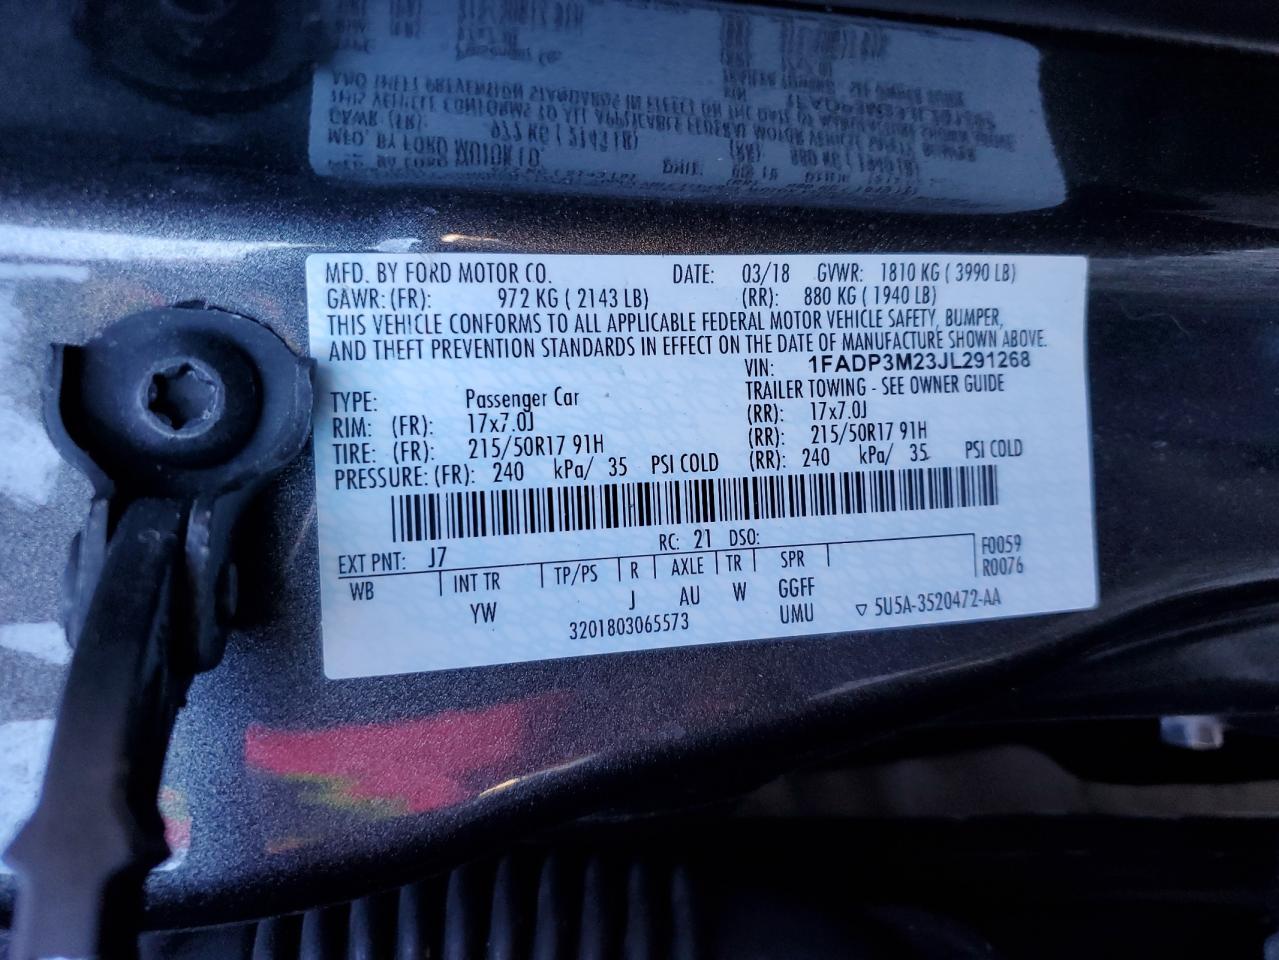 MFD. BY FORD MOTOR CO. DATE: 03/18 GVWR: 1810 KG ( 3990 LB)
GAWR: (FR): 972 KG ( 2143 LB) (RR): 880 KG ( 1940 LB)
THIS VEHICLE CONFORMS TO ALL APPLICABLE FEDERAL MOTOR VEHICLE SAFETY, BUMPER,
AND THEFT PREVENTION STANDARDS IN EFFECT ON THE DATE OF MANUFACTURE SHOWN ABOVE.
VIN: 1FADP3M23JL291268
TYPE: Passenger Car TRAILER TOWING - SEE OWNER GUIDE
RIM: (FR): 17x7.0J (RR): 17x7.0J
TIRE: (FR): 215/50R17 91H (RR): 215/50R17 91H
PRESSURE: (FR): 240 kPa/ 35 PSI COLD (RR): 240 kPa/ 35 PSI COLD
EXT PNT: J7 RC: 21 DSO:
WB INT TR TP/PS R AXLE TR SPR F0059
R0076
YW J AU W GGFF
3201803065573 UMU ▽ 5U5A-3520472-AA